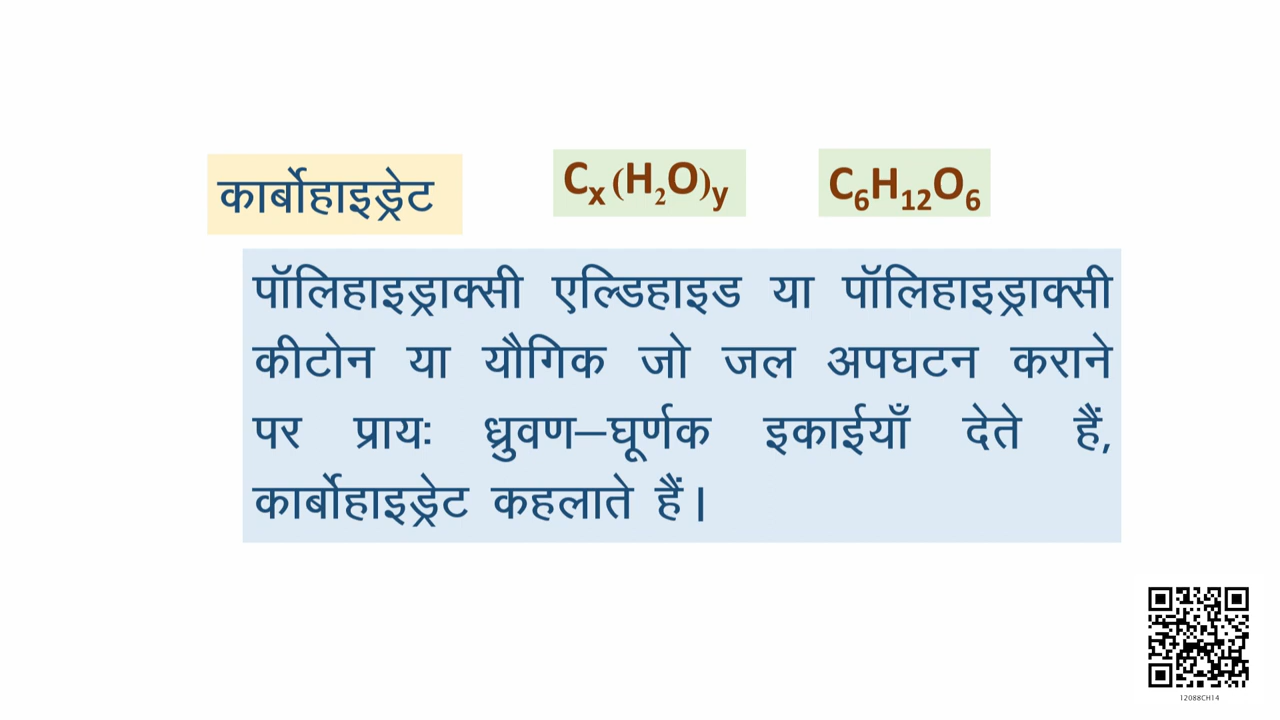 कार्बोहाइड्रेट Cₓ(H₂O)ᵧ C₆H₁₂O₆
पॉलिहाइड्राक्सी एल्डिहाइड या पॉलिहाइड्राक्सी
कीटोन या यौगिक जो जल अपघटन कराने
पर प्रायः ध्रुवण–घूर्णक इकाईयाँ देते हैं,
कार्बोहाइड्रेट कहलाते हैं।
12088CH14